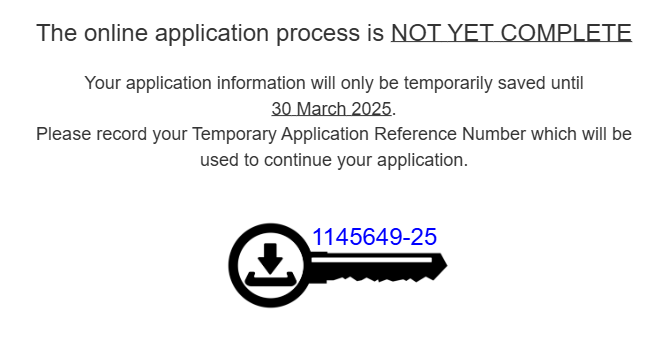 The online application process is NOT YET COMPLETE
Your application information will only be temporarily saved until
30 March 2025.
Please record your Temporary Application Reference Number which will be
used to continue your application.
1145649-25